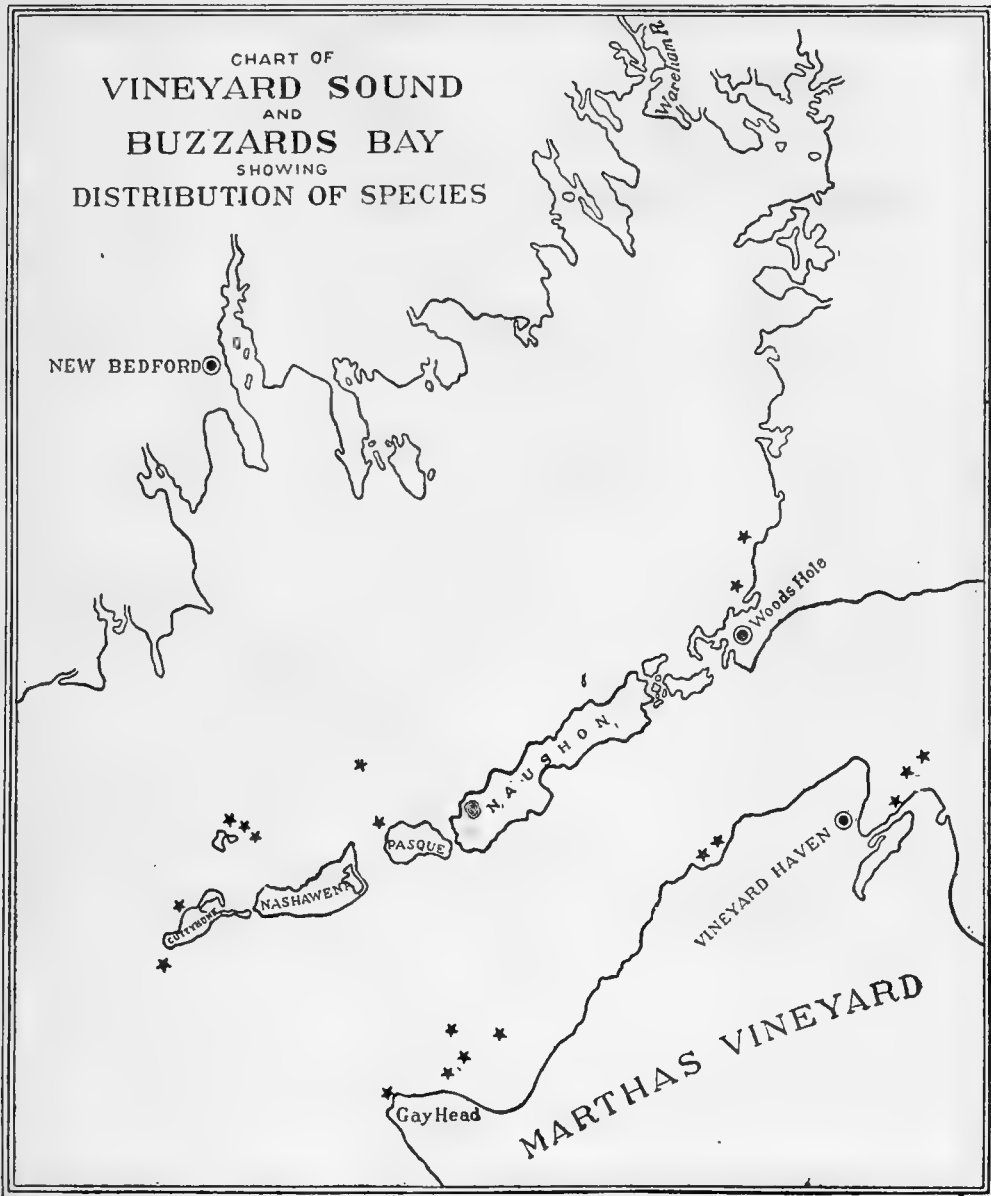 CHART OF
VINEYARD SOUND
AND
BUZZARDS BAY
SHOWING
DISTRIBUTION OF SPECIES
Wareham R.
NEW BEDFORD
Woods Hole
NAUSHON
PASQUE
NASHAWENA
CUTTYHUNK
VINEYARD HAVEN
MARTHAS VINEYARD
Gay Head